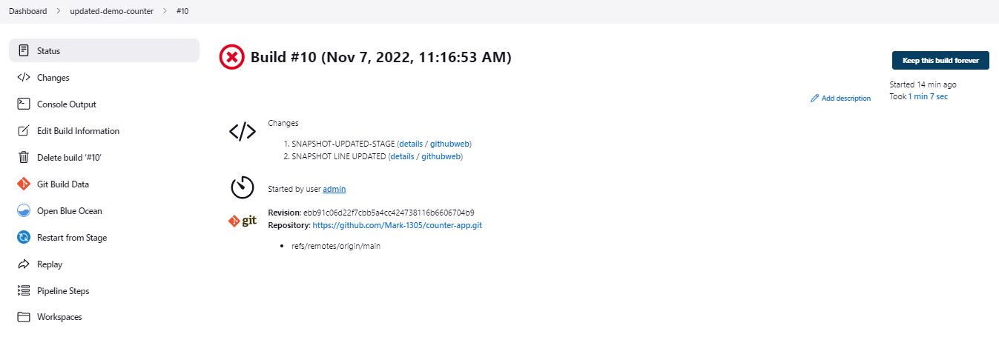 Dashboard > updated-demo-counter > #10
Status
Changes
Console Output
Edit Build Information
Delete build ‘#10’
Git Build Data
Open Blue Ocean
Restart from Stage
Replay
Pipeline Steps
Workspaces
Build #10 (Nov 7, 2022, 11:16:53 AM)
Keep this build forever
Started 14 min ago
Took 1 min 7 sec
Add description
Changes
1. SNAPSHOT-UPDATED-STAGE (details / githubweb)
2. SNAPSHOT LINE UPDATED (details / githubweb)
Started by user admin
git
Revision: ebb91c06d22f7cbb5a4cc424738116b6606704b9
Repository: https://github.com/Mark-1305/counter-app.git
• refs/remotes/origin/main